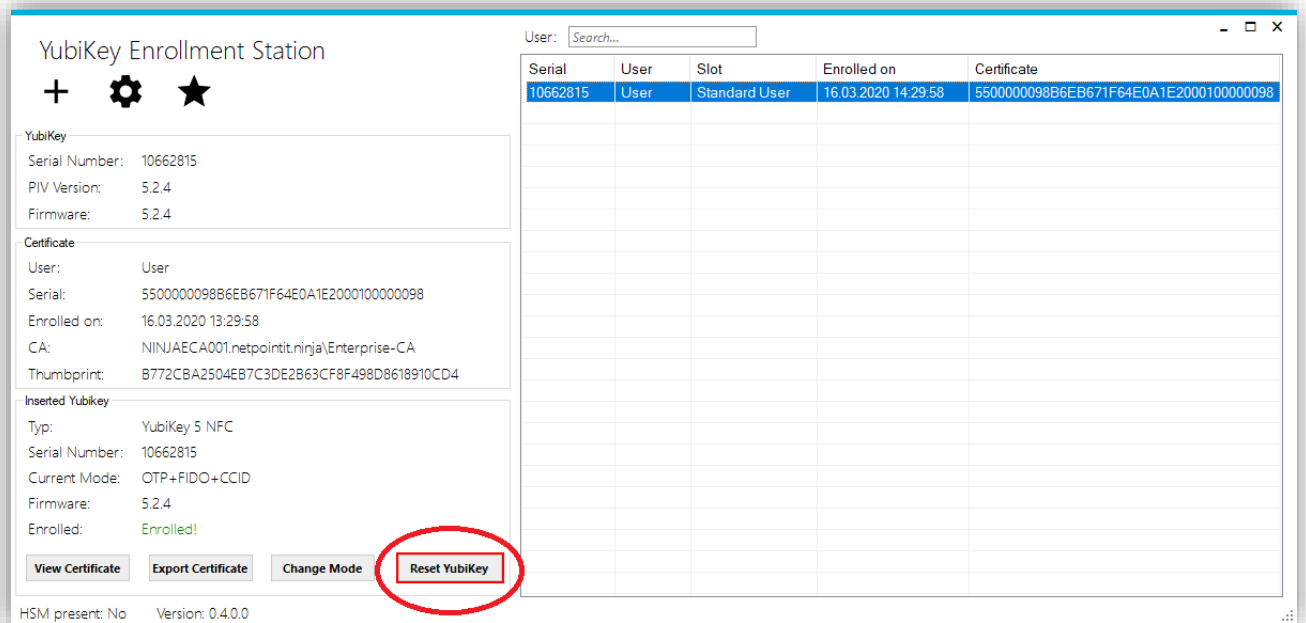 YubiKey Enrollment Station
YubiKey
Serial Number: 10662815
PIV Version: 5.2.4
Firmware: 5.2.4
Certificate
User: User
Serial: 5500000098B6EB671F64E0A1E2000100000098
Enrolled on: 16.03.2020 13:29:58
CA: NINJAECA001.netpointit.ninja\Enterprise-CA
Thumbprint: B772CBA2504EB7C3DE2B63CF8F498D8618910CD4
Inserted Yubikey
Typ: YubiKey 5 NFC
Serial Number: 10662815
Current Mode: OTP+FIDO+CCID
Firmware: 5.2.4
Enrolled: Enrolled!
View Certificate Export Certificate Change Mode Reset YubiKey
HSM present: No Version: 0.4.0.0
User: Search...
Serial User Slot Enrolled on Certificate
10662815 User Standard User 16.03.2020 14:29:58 5500000098B6EB671F64E0A1E2000100000098